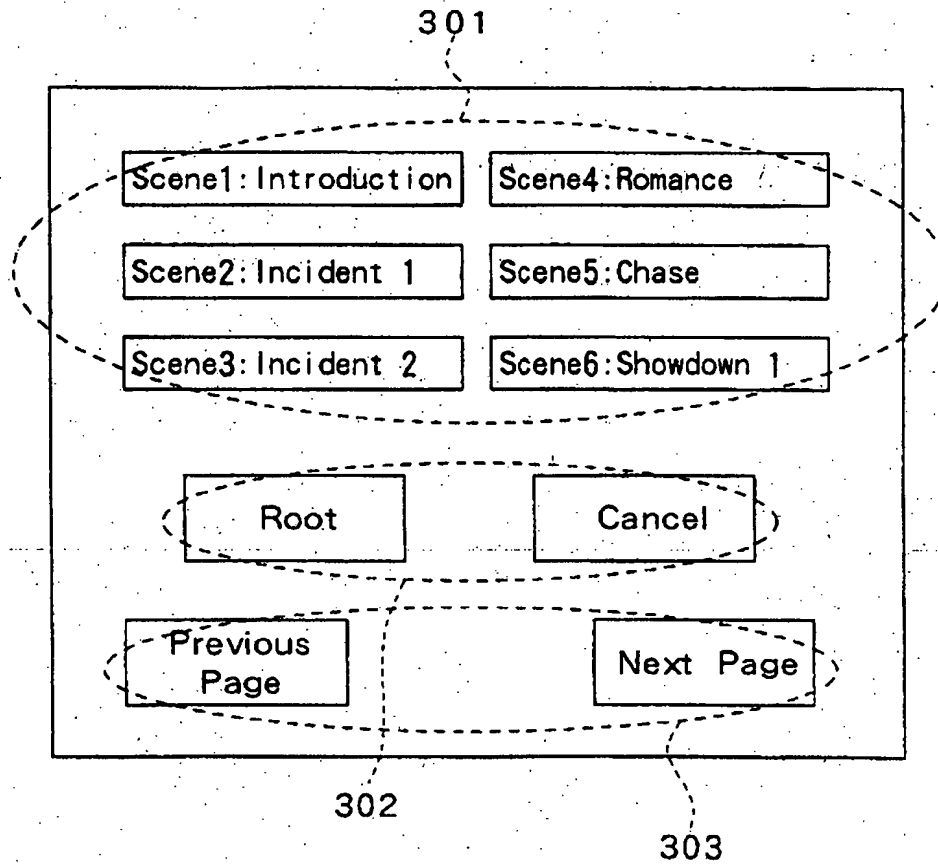 301
Scene1:Introduction
Scene4:Romance
Scene2:Incident 1
Scene5:Chase
Scene3:Incident 2
Scene6:Showdown 1
Root
Cancel
Previous
Page
Next Page
302
303